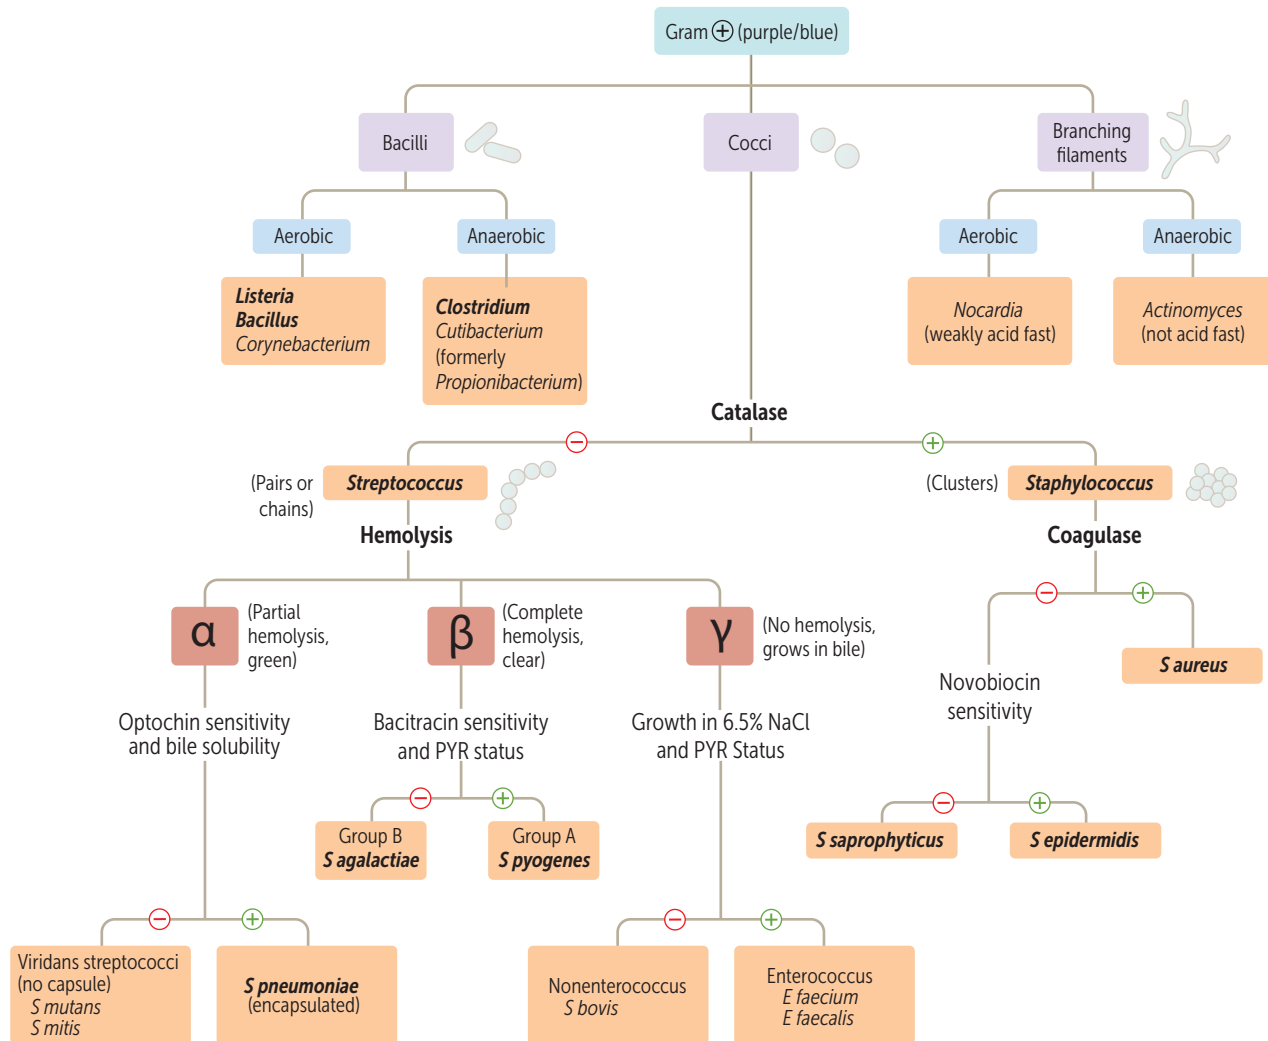 Gram ⊕ (purple/blue)
Bacilli
Cocci
Branching
filaments
Aerobic
Anaerobic
Aerobic
Anaerobic
Listeria
Bacillus
Corynebacterium
Clostridium
Cutibacterium
(formerly
Propionibacterium)
Nocardia
(weakly acid fast)
Actinomyces
(not acid fast)
Catalase
−
+
(Pairs or
chains)
Streptococcus
(Clusters)
Staphylococcus
Hemolysis
Coagulase
−
+
α
(Partial
hemolysis,
green)
β
(Complete
hemolysis,
clear)
γ
(No hemolysis,
grows in bile)
S aureus
Novobiocin
sensitivity
Optochin sensitivity
and bile solubility
Bacitracin sensitivity
and PYR status
Growth in 6.5% NaCl
and PYR Status
−
+
−
+
Group B
S agalactiae
Group A
S pyogenes
S saprophyticus
S epidermidis
−
+
−
+
Viridans streptococci
(no capsule)
S mutans
S mitis
S pneumoniae
(encapsulated)
Nonenterococcus
S bovis
Enterococcus
E faecium
E faecalis